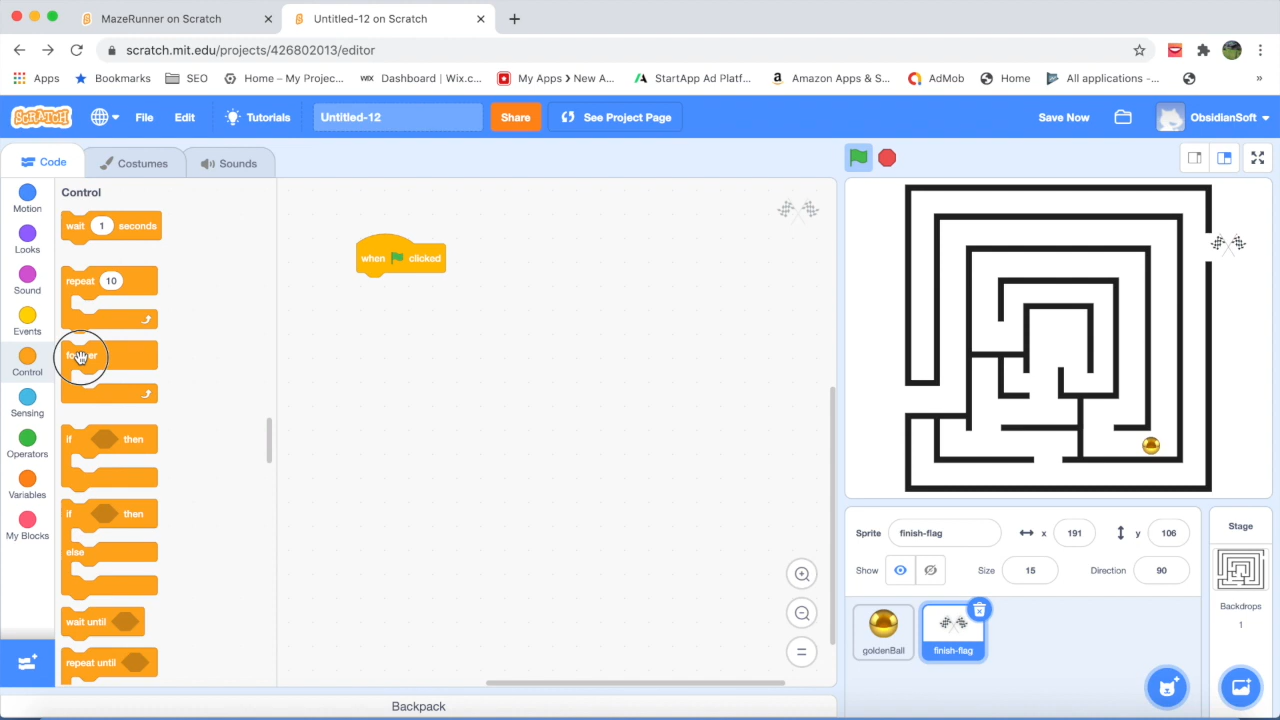 MazeRunner on Scratch
Untitled-12 on Scratch
scratch.mit.edu/projects/426802013/editor
Apps
Bookmarks
SEO
Home – My Projec...
WIX
Dashboard | Wix.c...
My Apps > New A...
StartApp Ad Platf...
Amazon Apps & S...
AdMob
Home
All applications -...
»
SCRATCH
File
Edit
Tutorials
Untitled-12
Share
See Project Page
Save Now
ObsidianSoft
Code
Costumes
Sounds
Motion
Looks
Sound
Events
Control
Sensing
Operators
Variables
My Blocks
Control
wait 1 seconds
repeat 10
if then
if then
else
wait until
repeat until
when clicked
Sprite
finish-flag
x
191
y
106
Show
Size
15
Direction
90
goldenBall
finish-flag
Stage
Backdrops
1
Backpack